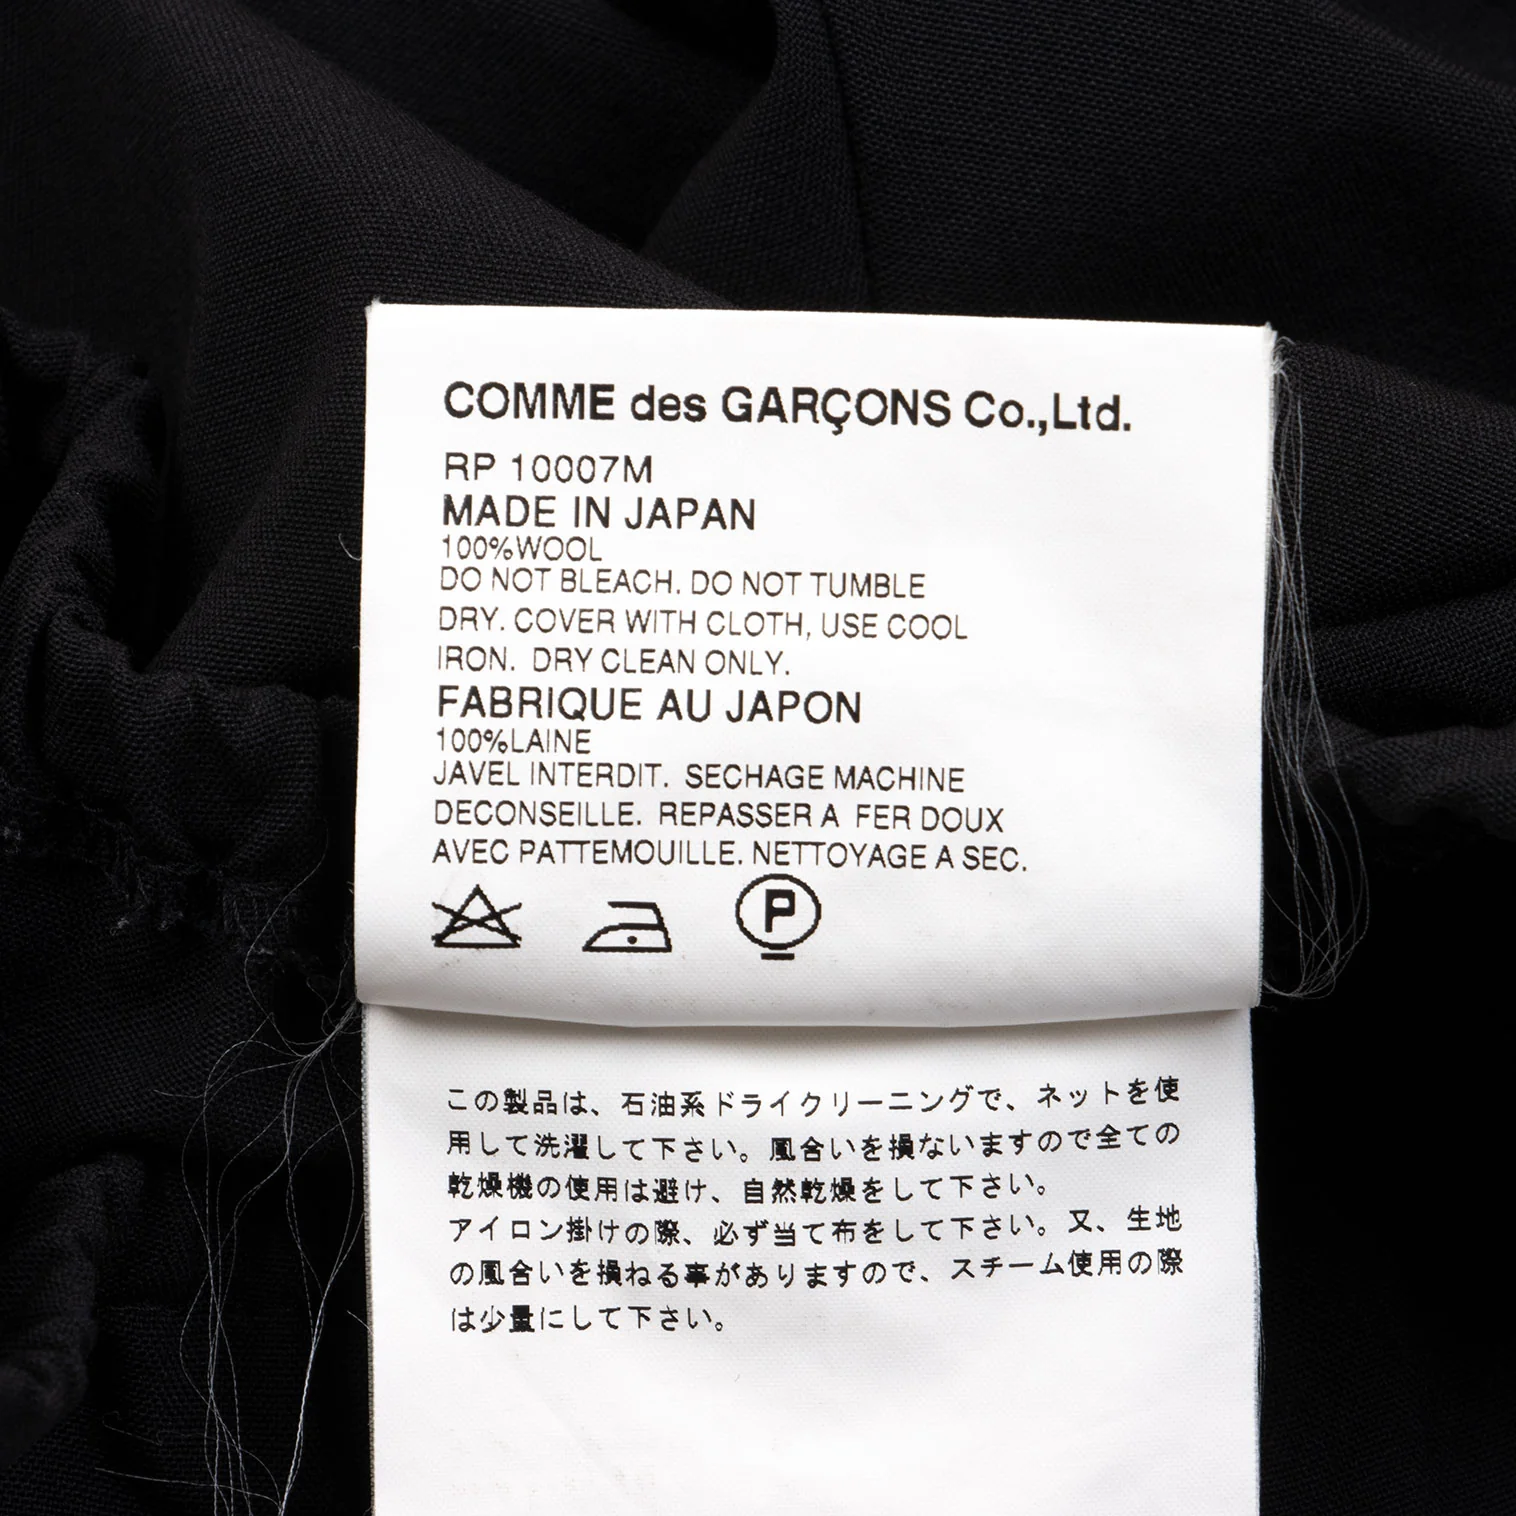 COMME des GARÇONS Co.,Ltd.
RP 10007M
MADE IN JAPAN
100%WOOL
DO NOT BLEACH. DO NOT TUMBLE
DRY. COVER WITH CLOTH, USE COOL
IRON. DRY CLEAN ONLY.
FABRIQUE AU JAPON
100%LAINE
JAVEL INTERDIT. SECHAGE MACHINE
DECONSEILLE. REPASSER A FER DOUX
AVEC PATTEMOUILLE. NETTOYAGE A SEC.
P
この製品は、石油系ドライクリーニングで、ネットを使
用して洗濯して下さい。風合いを損ないますので全ての
乾燥機の使用は避け、自然乾燥をして下さい。
アイロン掛けの際、必ず当て布をして下さい。又、生地
の風合いを損ねる事がありますので、スチーム使用の際
は少量にして下さい。